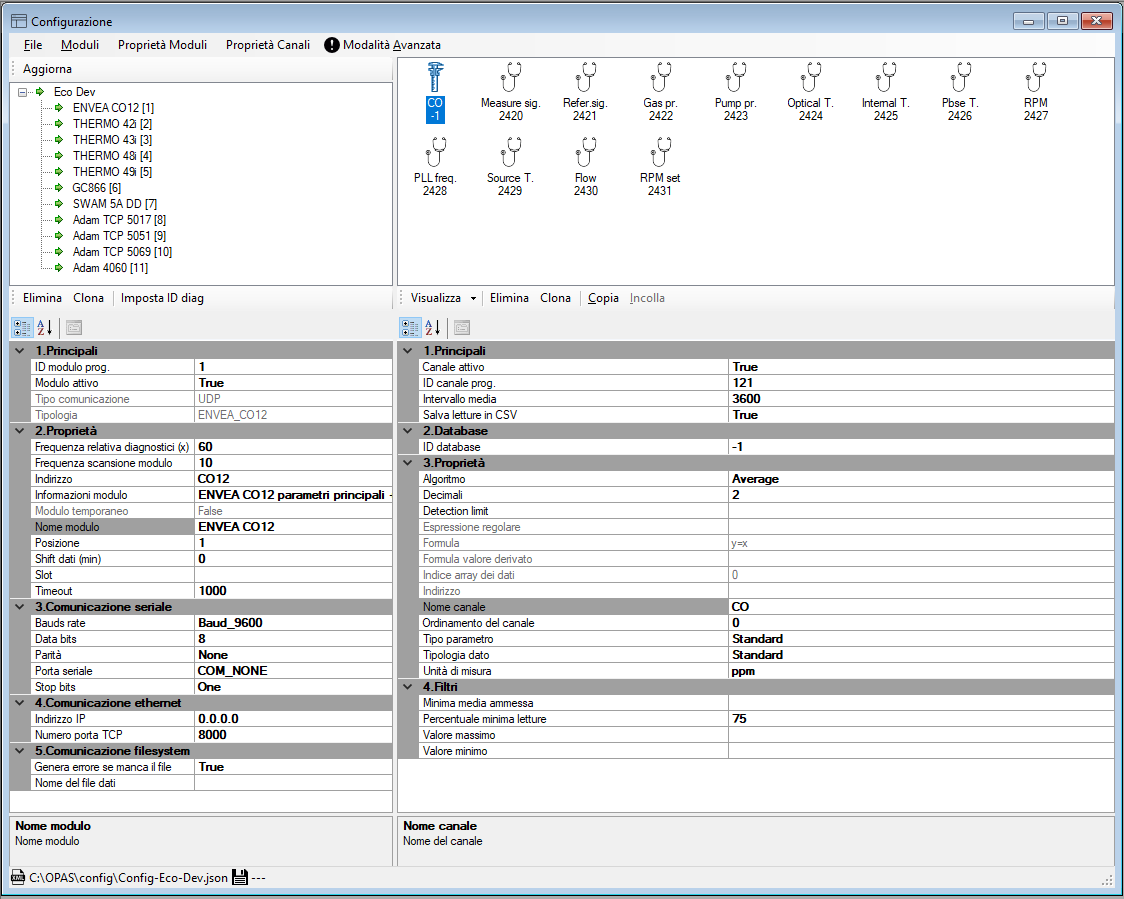 Configurazione
File Moduli Proprietà Moduli Proprietà Canali Modalità Avanzata
Aggiorna
Eco Dev
ENVEA CO12 [1]
THERMO 42i [2]
THERMO 43i [3]
THERMO 48i [4]
THERMO 49i [5]
GC866 [6]
SWAM 5A DD [7]
Adam TCP 5017 [8]
Adam TCP 5051 [9]
Adam TCP 5069 [10]
Adam 4060 [11]
CO Measure sig. Refer.sig. Gas pr. Pump pr. Optical T. Internal T. Pbse T. RPM
-1 2420 2421 2422 2423 2424 2425 2426 2427
PLL freq. Source T. Flow RPM set
2428 2429 2430 2431
Elimina Clona Imposta ID diag
1.Principali
ID modulo prog. 1
Modulo attivo True
Tipo comunicazione UDP
Tipologia ENVEA_CO12
2.Proprietà
Frequenza relativa diagnostici (x) 60
Frequenza scansione modulo 10
Indirizzo CO12
Informazioni modulo ENVEA CO12 parametri principali -
Modulo temporaneo False
Nome modulo ENVEA CO12
Posizione 1
Shift dati (min) 0
Slot
Timeout 1000
3.Comunicazione seriale
Bauds rate Baud_9600
Data bits 8
Parità None
Porta seriale COM_NONE
Stop bits One
4.Comunicazione ethernet
Indirizzo IP 0.0.0.0
Numero porta TCP 8000
5.Comunicazione filesystem
Genera errore se manca il file True
Nome del file dati
Nome modulo
Nome modulo
Visualizza Elimina Clona Copia Incolla
1.Principali
Canale attivo True
ID canale prog. 121
Intervallo media 3600
Salva letture in CSV True
2.Database
ID database -1
3.Proprietà
Algoritmo Average
Decimali 2
Detection limit
Espressione regolare
Formula y=x
Formula valore derivato
Indice array dei dati 0
Indirizzo
Nome canale CO
Ordinamento del canale 0
Tipo parametro Standard
Tipologia dato Standard
Unità di misura ppm
4.Filtri
Minima media ammessa
Percentuale minima letture 75
Valore massimo
Valore minimo
Nome canale
Nome del canale
C:\OPAS\config\Config-Eco-Dev.json ---